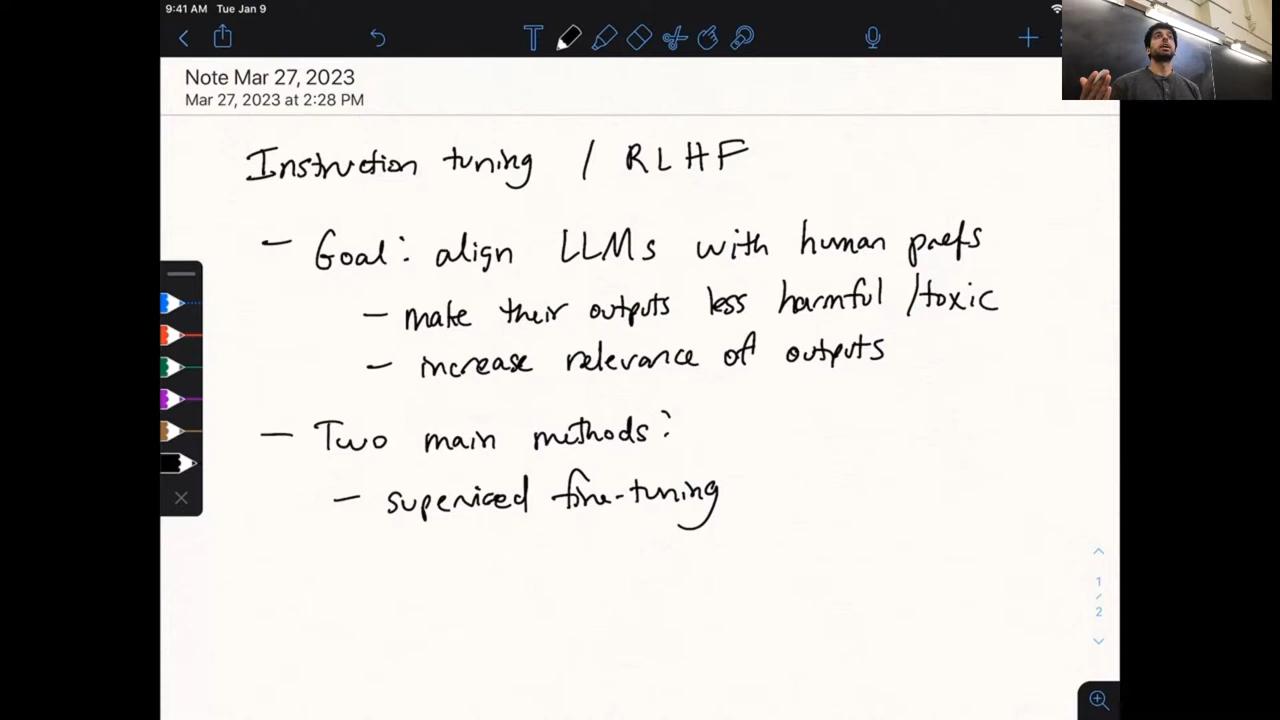 9:41 AM Tue Jan 9
Note Mar 27, 2023
Mar 27, 2023 at 2:28 PM
Instruction tuning / RLHF
- Goal: align LLMs with human prefs
- make their outputs less harmful / toxic
- increase relevance of outputs
- Two main methods:
- supervised fine-tuning
1
/
2